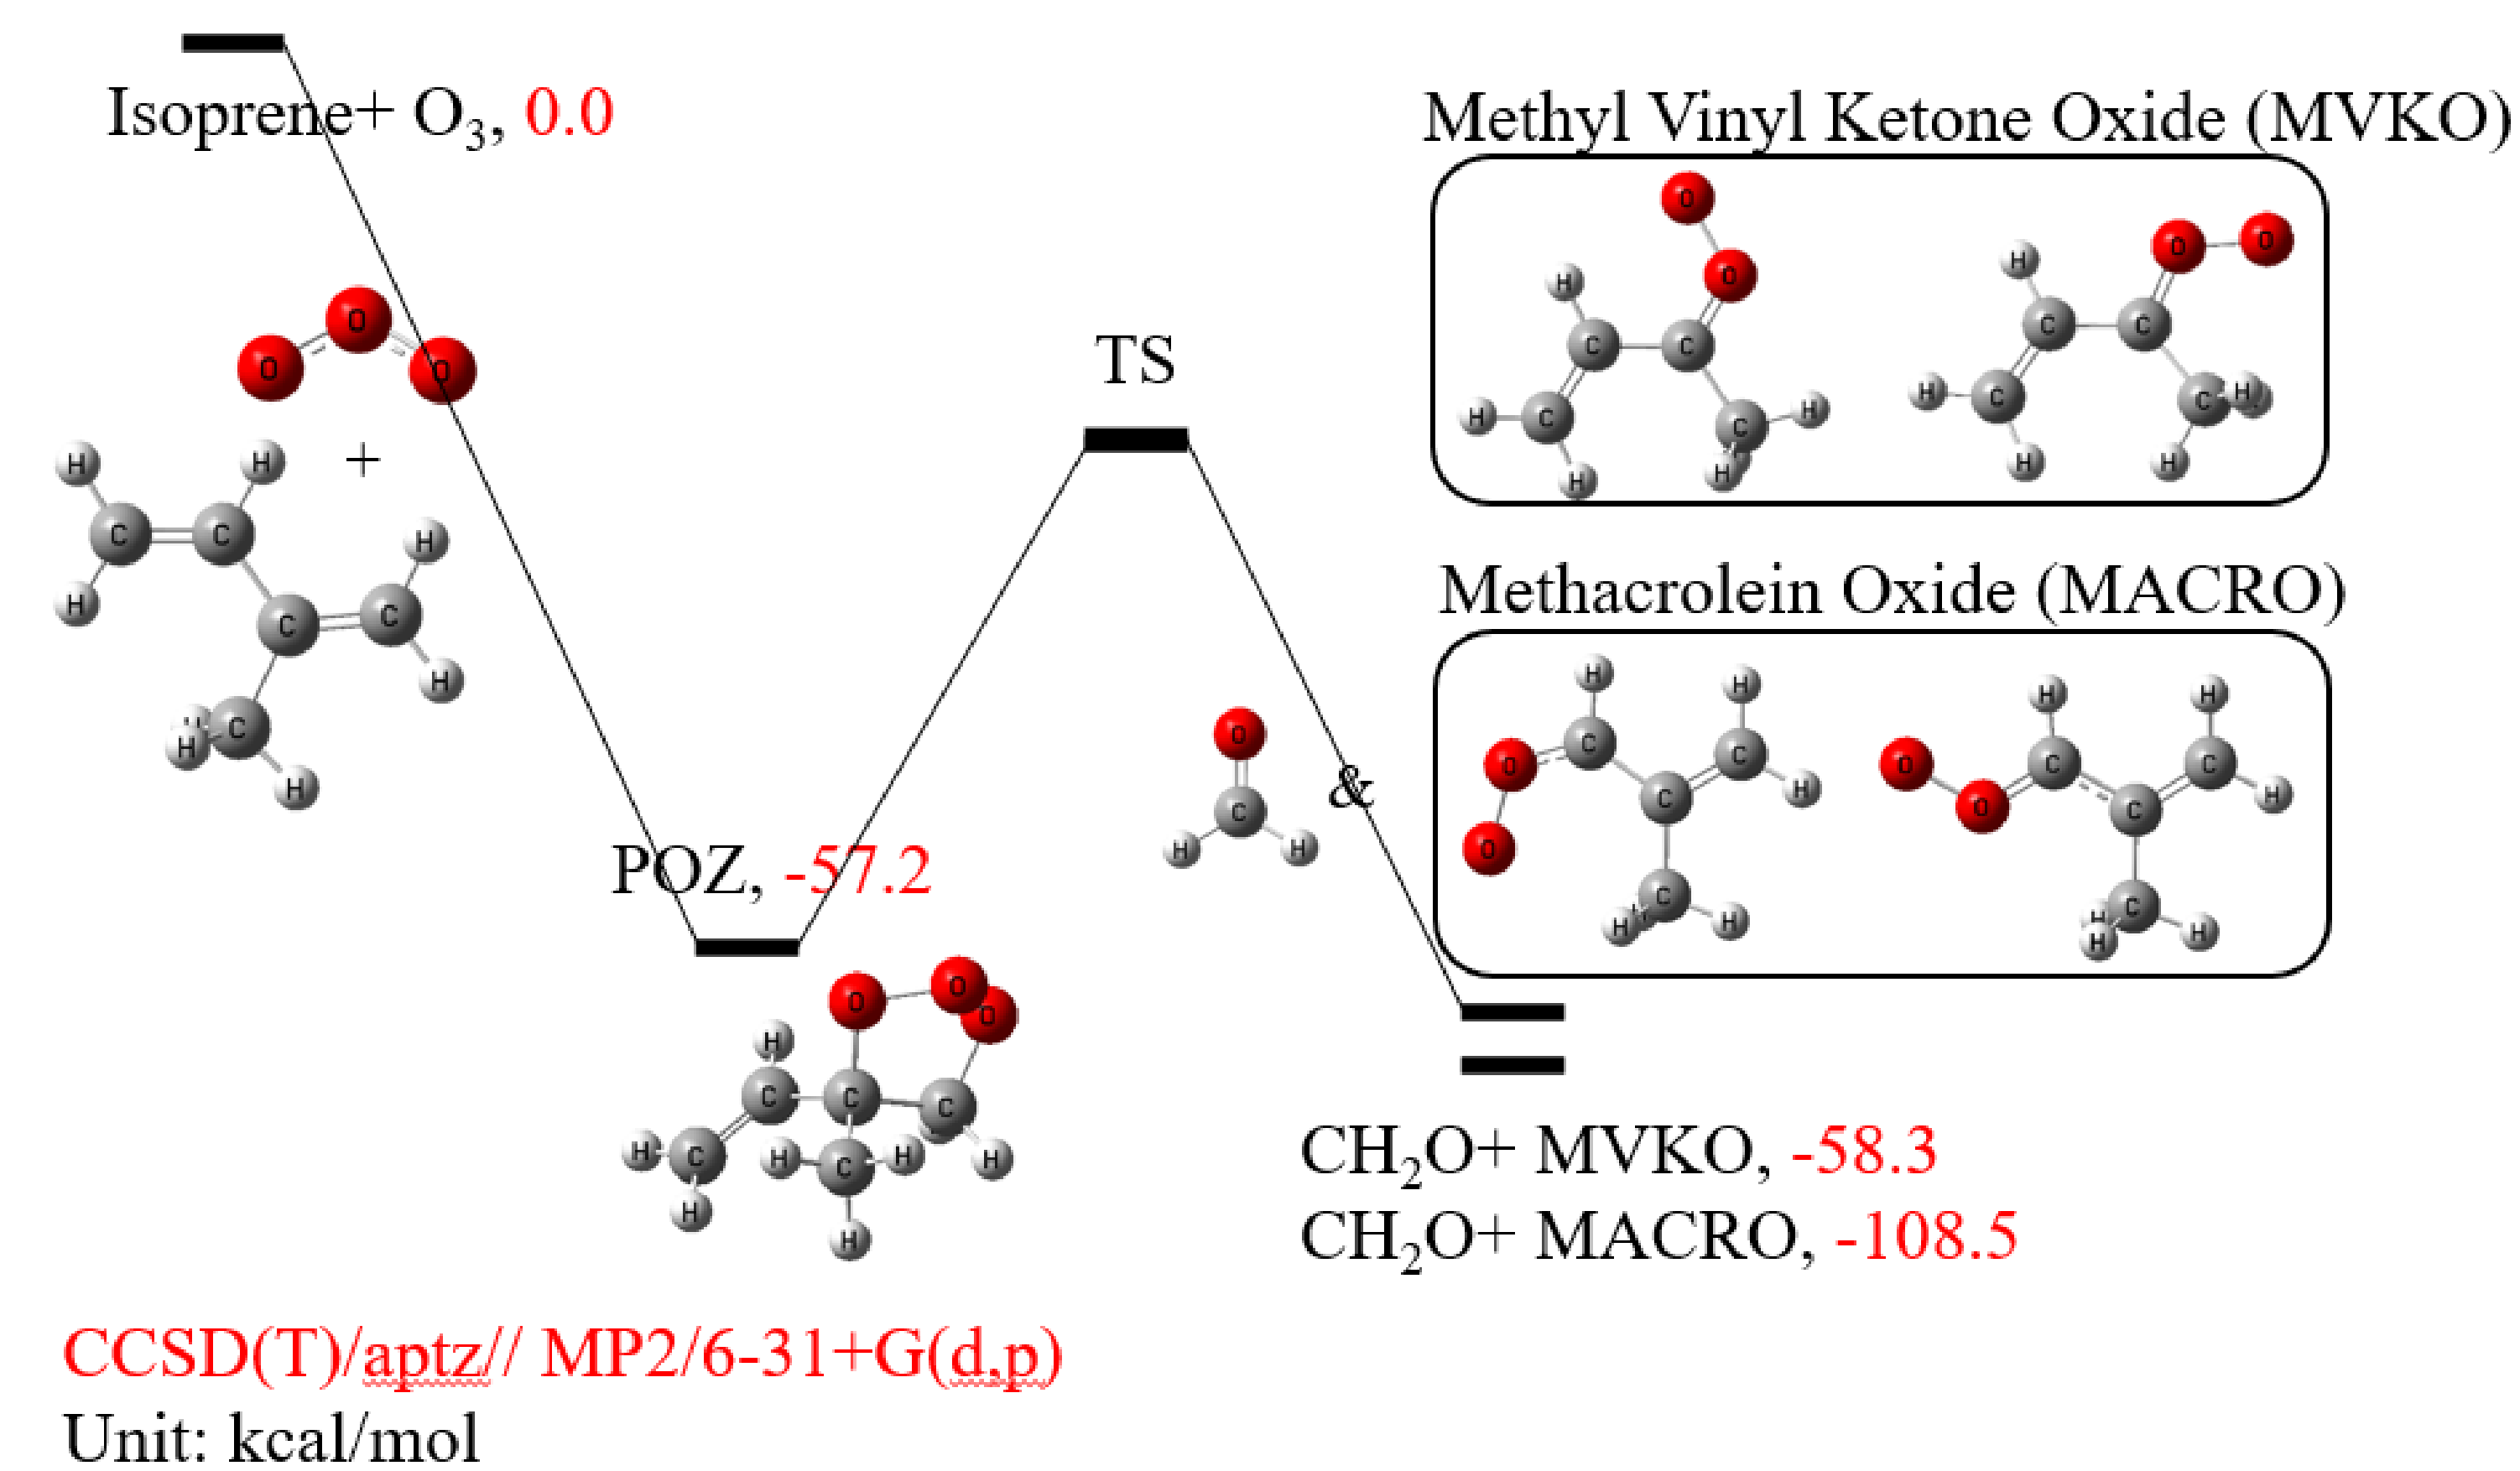 Isoprene+ O₃, 0.0
Methyl Vinyl Ketone Oxide (MVKO)
O
O
O
O
O
O
O
H
H
C
C
C
C
O
TS
H
C
C
H
H
C
H
H
H
C
H
H
+
H
H
C
C
H
H
C
C
H
H
C
H
H
H
Methacrolein Oxide (MACRO)
H
H
H
H
C
C
C
C
O
O
O
O
C
C
H
H
O
O
C
H
H
&
C
C
H
H
H
H
POZ, -57.2
O
O
O
H
C
C
C
H
C
H
C
H
H
H
H
CH₂O+ MVKO, -58.3
CH₂O+ MACRO, -108.5
CCSD(T)/aptz// MP2/6-31+G(d,p)
Unit: kcal/mol